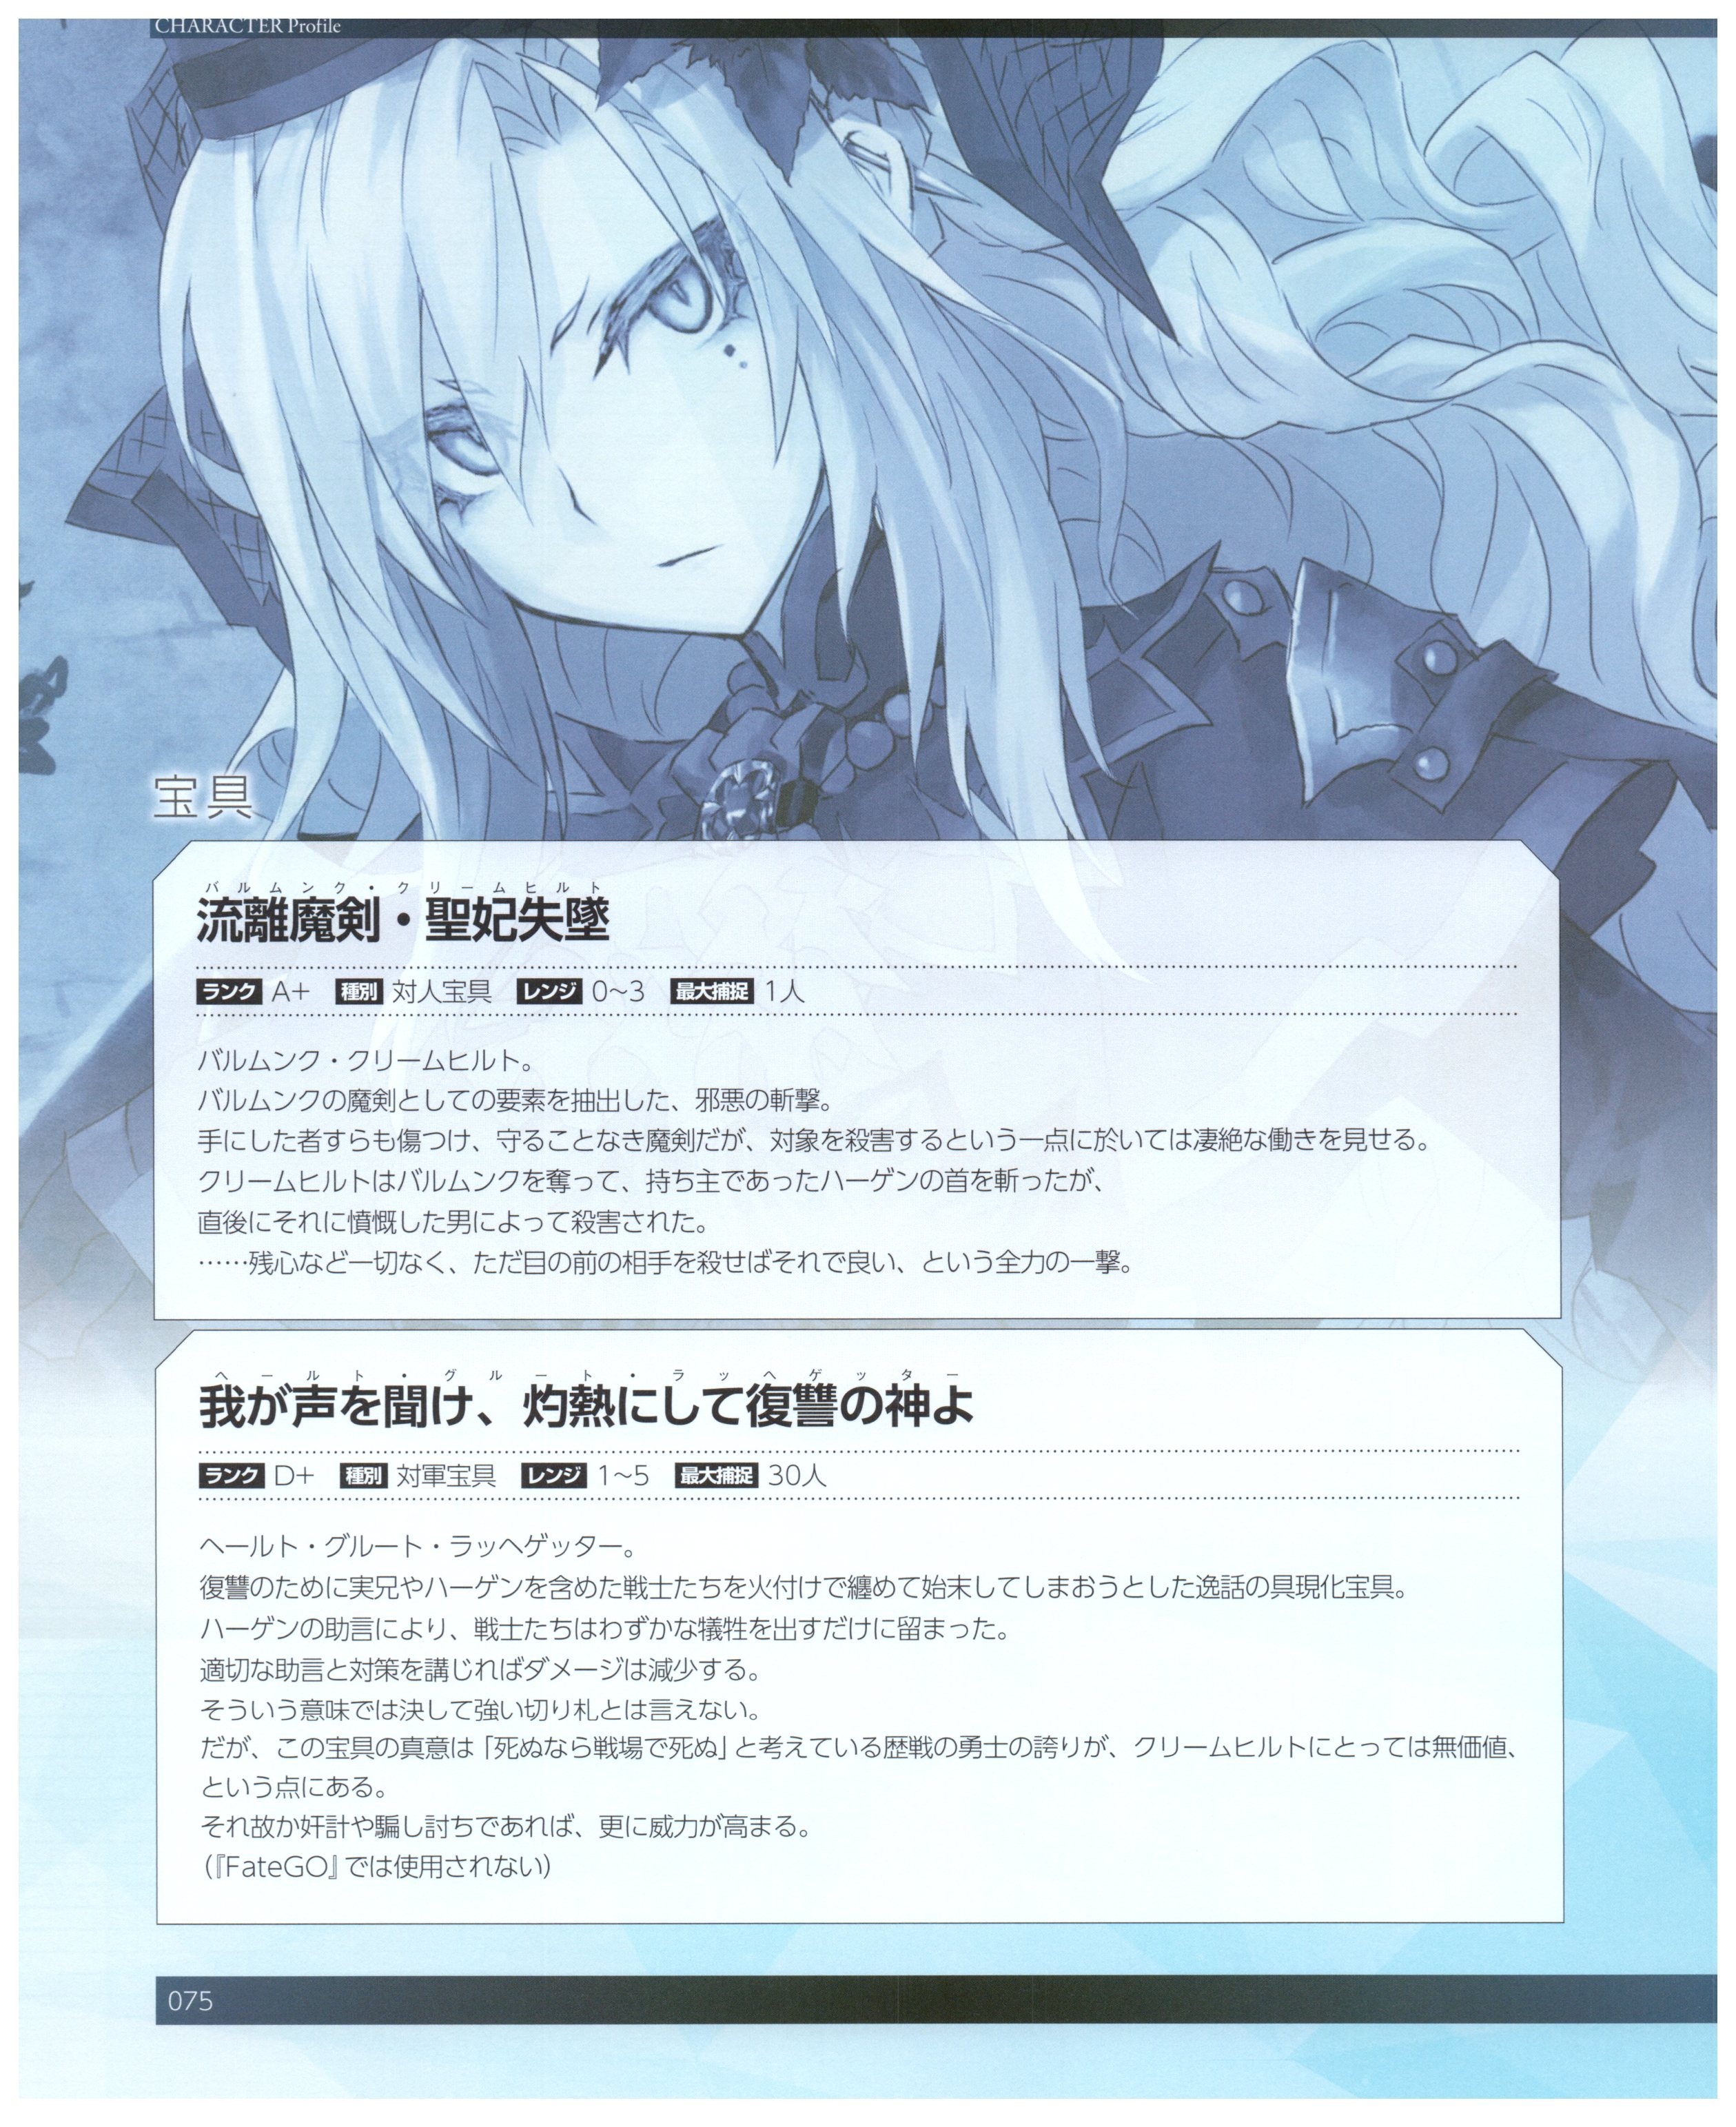 CHARACTER Profile
宝具
バルムンク・クリームヒルト
流離魔剣・聖妃失墜
ランク A+ 種別 対人宝具 レンジ 0~3 最大捕捉 1人
バルムンク・クリームヒルト。
バルムンクの魔剣としての要素を抽出した、邪悪の斬撃。
手にした者すらも傷つけ、守ることなき魔剣だが、対象を殺害するという一点に於いては凄絶な働きを見せる。
クリームヒルトはバルムンクを奪って、持ち主であったハーゲンの首を斬ったが、
直後にそれに憤慨した男によって殺害された。
……残心など一切なく、ただ目の前の相手を殺せばそれで良い、という全力の一撃。
ヘールト・グルート・ラッヘゲッター
我が声を聞け、灼熱にして復讐の神よ
ランク D+ 種別 対軍宝具 レンジ 1~5 最大捕捉 30人
ヘールト・グルート・ラッヘゲッター。
復讐のために実兄やハーゲンを含めた戦士たちを火付けで纏めて始末してしまおうとした逸話の具現化宝具。
ハーゲンの助言により、戦士たちはわずかな犠牲を出すだけに留まった。
適切な助言と対策を講じればダメージは減少する。
そういう意味では決して強い切り札とは言えない。
だが、この宝具の真意は「死ぬなら戦場で死ぬ」と考えている歴戦の勇士の誇りが、クリームヒルトにとっては無価値、
という点にある。
それ故か奸計や騙し討ちであれば、更に威力が高まる。
(『FateGO』では使用されない)
075